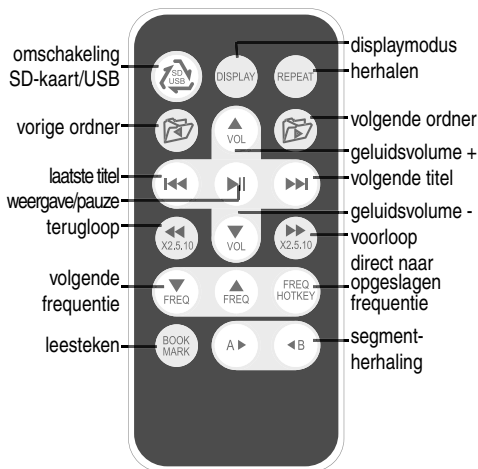 omschakeling
SD-kaart/USB
vorige ordner
laatste titel
weergave/pauze
terugloop
volgende
frequentie
leesteken
SD
USB
DISPLAY
REPEAT
VOL
VOL
X2.5.10
X2.5.10
FREQ
FREQ
FREQ
HOTKEY
BOOK
MARK
A
B
displaymodus
herhalen
volgende ordner
geluidsvolume +
volgende titel
geluidsvolume -
voorloop
direct naar
opgeslagen
frequentie
segment-
herhaling